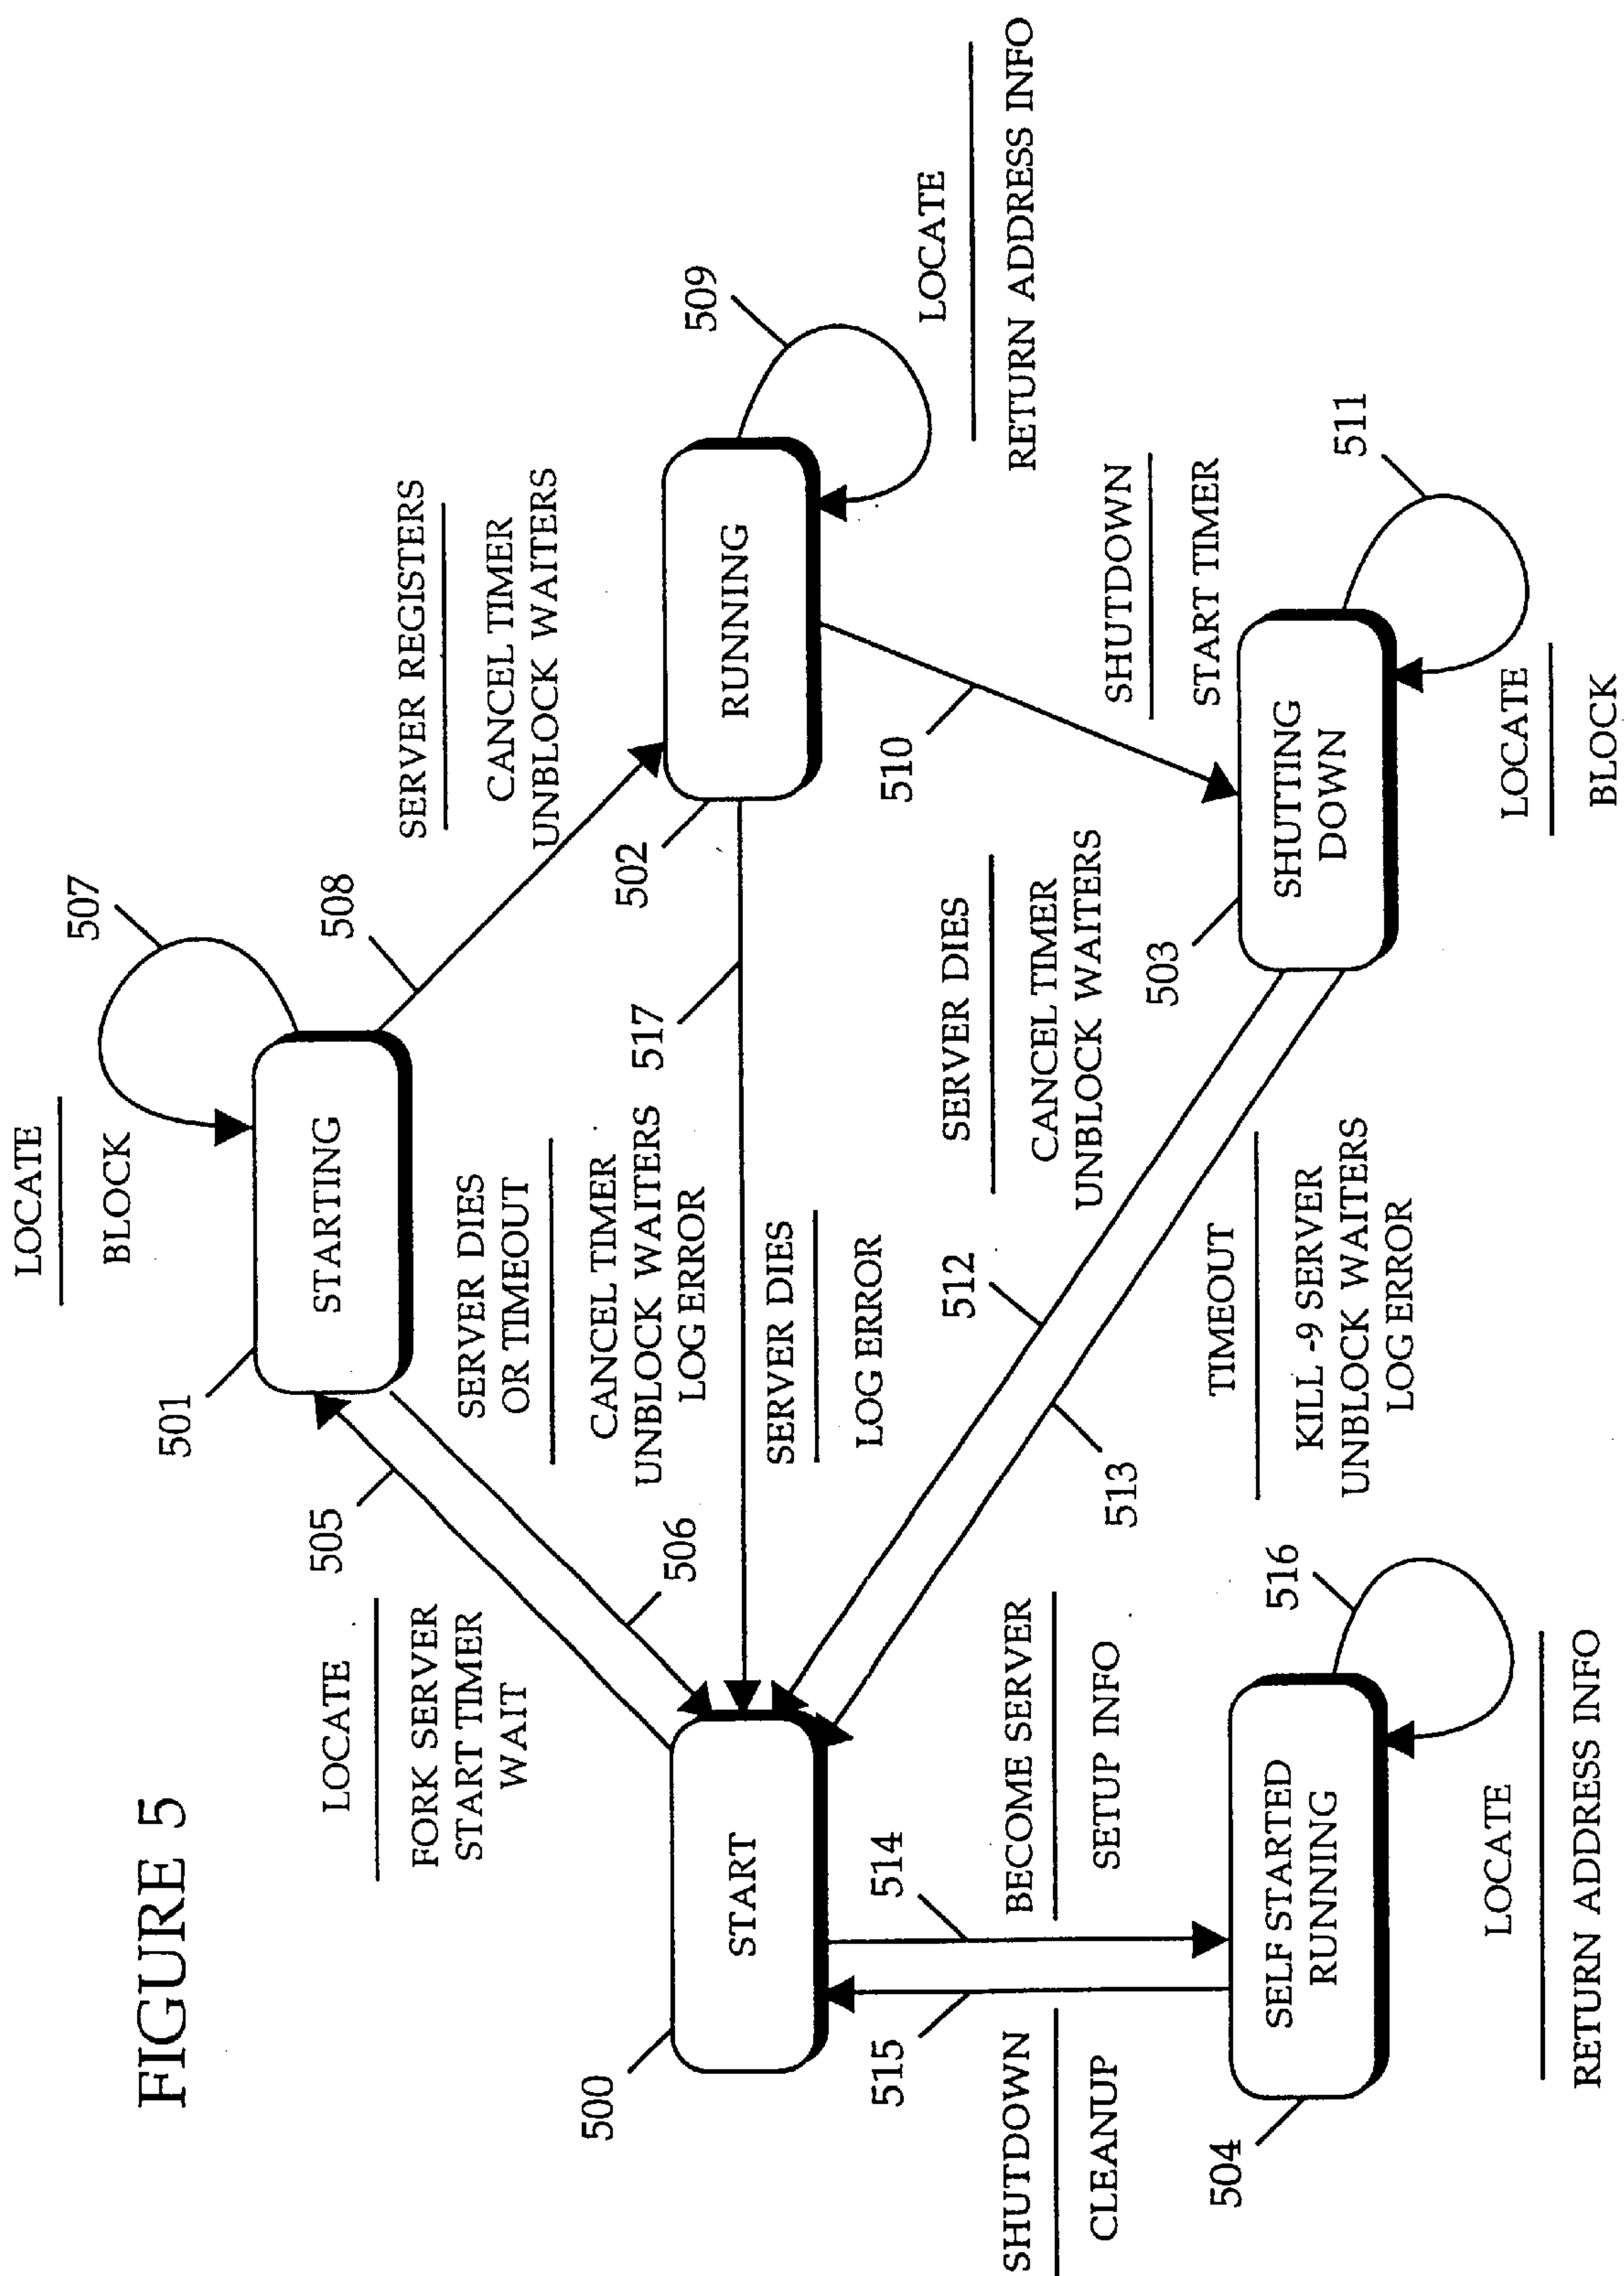 FIGURE 5
LOCATE
BLOCK
507
501
STARTING
505
LOCATE
FORK SERVER
START TIMER
WAIT
506
SERVER DIES
OR TIMEOUT
CANCEL TIMER
UNBLOCK WAITERS
LOG ERROR
508
SERVER REGISTERS
CANCEL TIMER
UNBLOCK WAITERS
500
START
517
SERVER DIES
LOG ERROR
502
RUNNING
509
LOCATE
RETURN ADDRESS INFO
510
SHUTDOWN
START TIMER
512
SERVER DIES
CANCEL TIMER
UNBLOCK WAITERS
513
TIMEOUT
KILL -9 SERVER
UNBLOCK WAITERS
LOG ERROR
503
SHUTTING
DOWN
511
LOCATE
BLOCK
515
SHUTDOWN
CLEANUP
514
BECOME SERVER
SETUP INFO
504
SELF STARTED
RUNNING
516
LOCATE
RETURN ADDRESS INFO